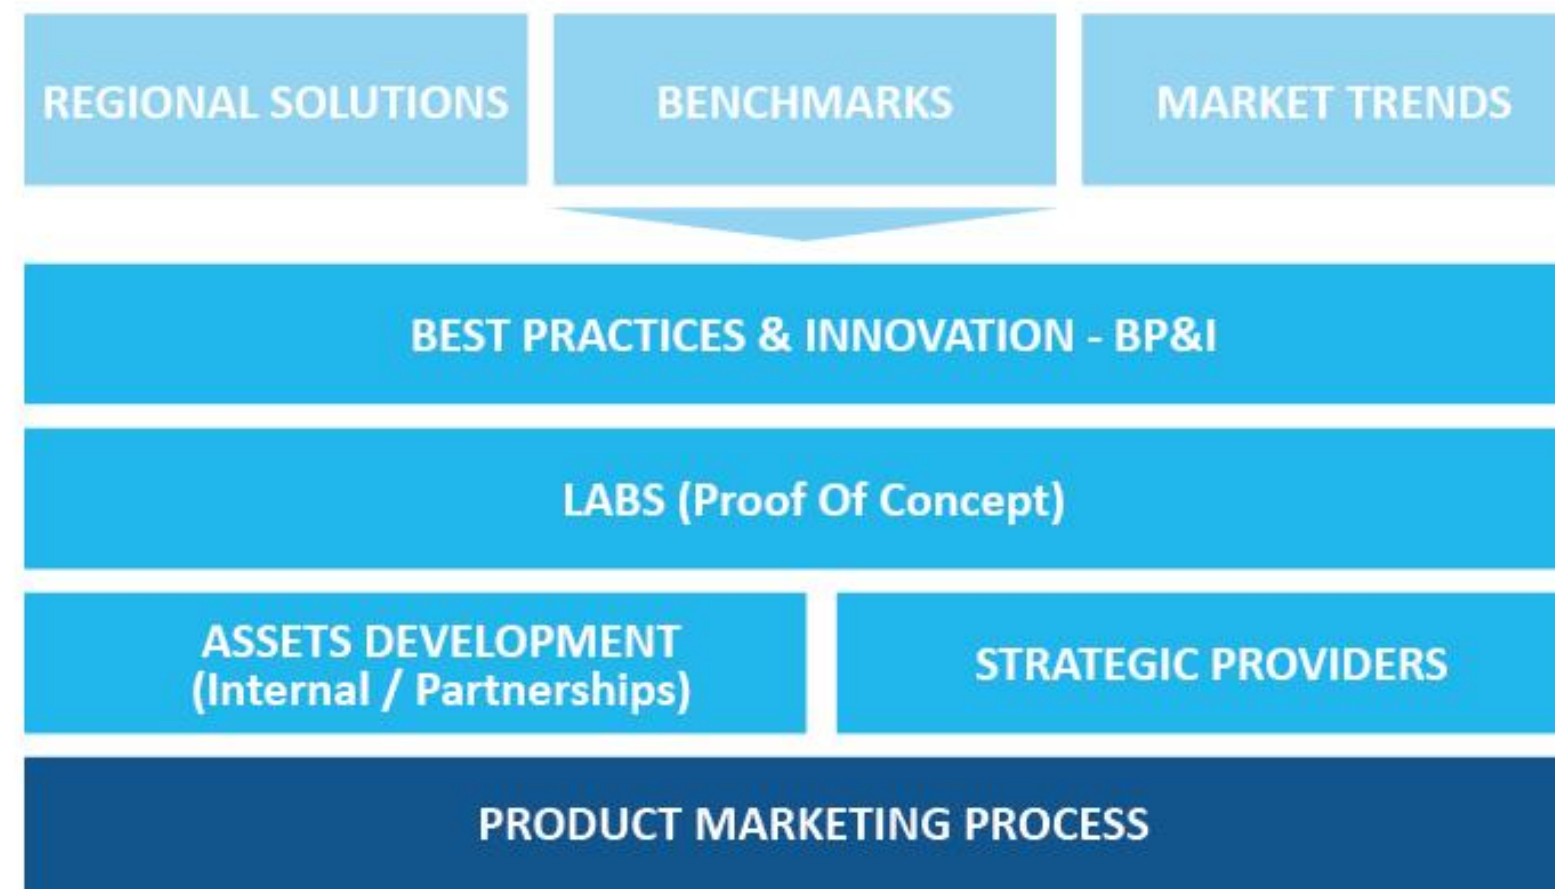 REGIONAL SOLUTIONS
BENCHMARKS
MARKET TRENDS
BEST PRACTICES & INNOVATION - BP&I
LABS (Proof Of Concept)
ASSETS DEVELOPMENT
(Internal / Partnerships)
STRATEGIC PROVIDERS
PRODUCT MARKETING PROCESS